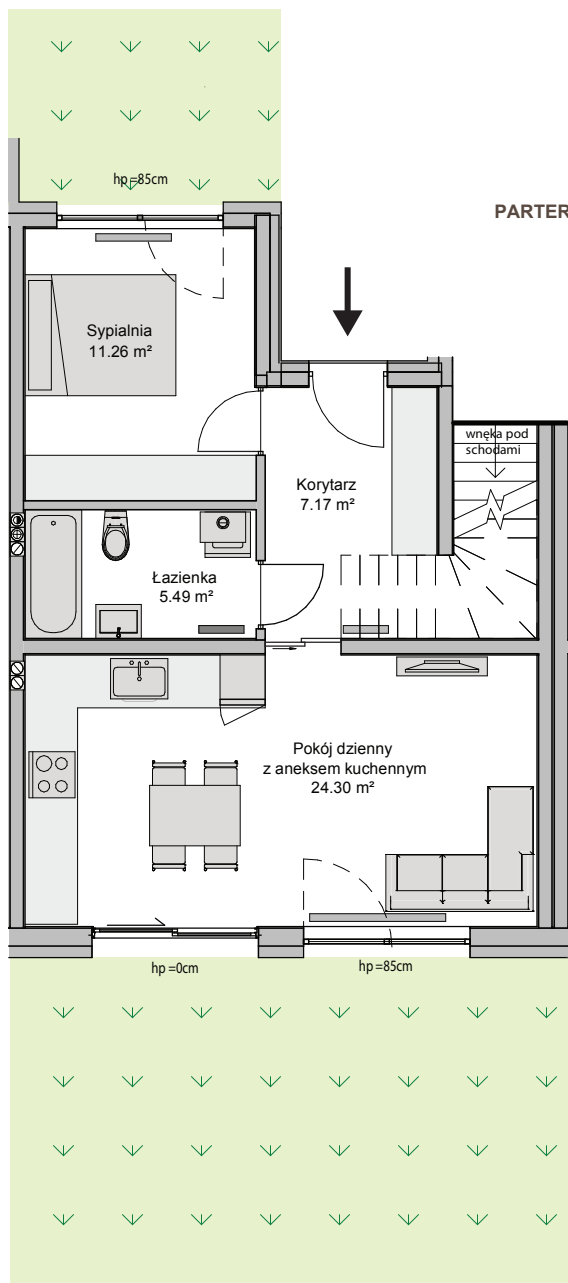 hp =85cm
PARTER
Sypialnia
11.26 m²
wnęka pod
schodami
Korytarz
7.17 m²
Łazienka
5.49 m²
Pokój dzienny
z aneksem kuchennym
24.30 m²
hp =0cm
hp =85cm